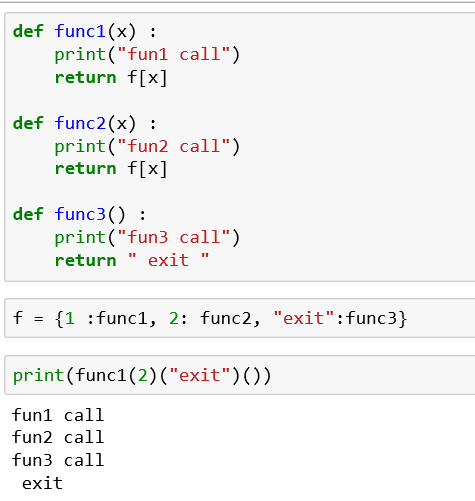 def func1(x) :
    print("fun1 call")
    return f[x]

def func2(x) :
    print("fun2 call")
    return f[x]

def func3() :
    print("fun3 call")
    return " exit "

f = {1 :func1, 2: func2, "exit":func3}

print(func1(2)("exit")())

fun1 call
fun2 call
fun3 call
 exit